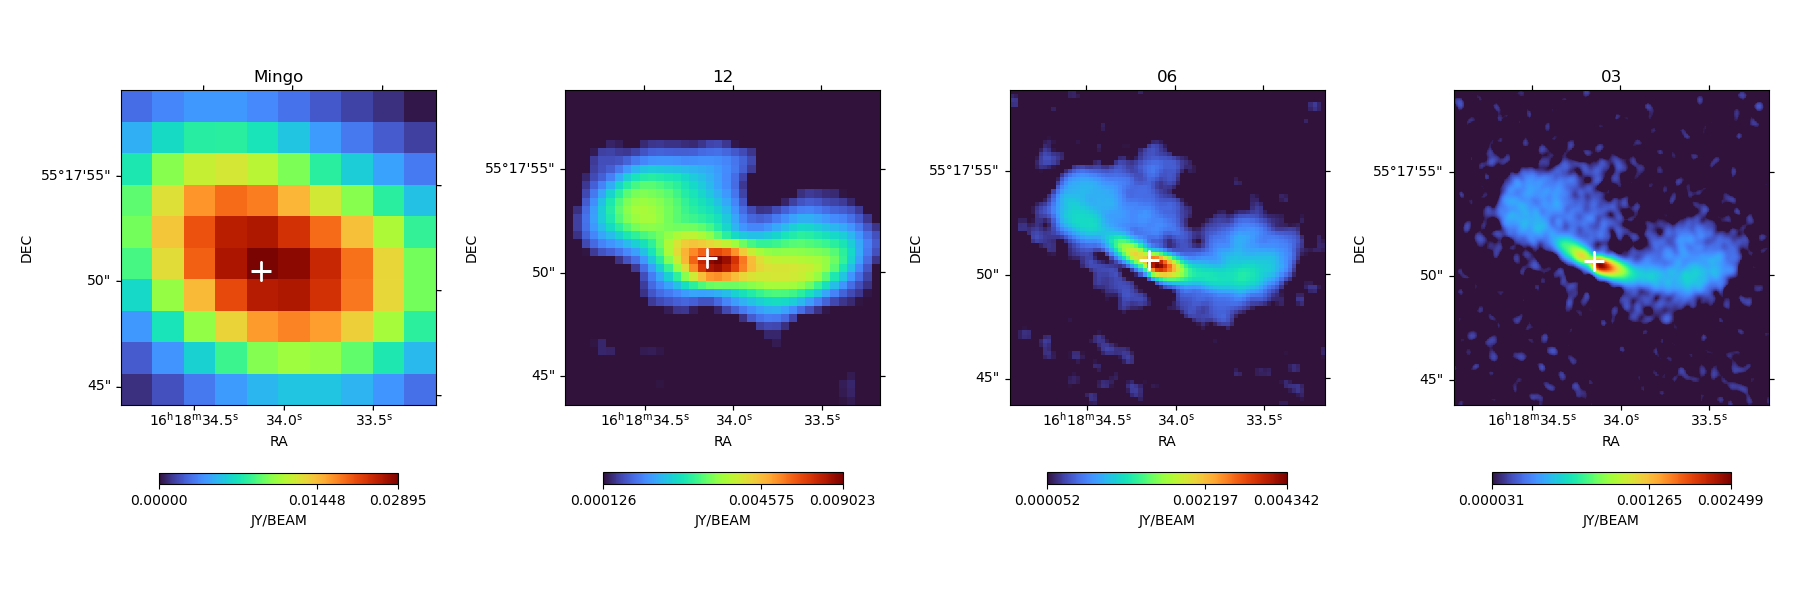 Mingo
12
06
03
DEC
55°17'55"
50"
45"
16ʰ18ᵐ34.5ˢ
34.0ˢ
33.5ˢ
RA
0.00000
0.01448
0.02895
JY/BEAM
DEC
55°17'55"
50"
45"
16ʰ18ᵐ34.5ˢ
34.0ˢ
33.5ˢ
RA
0.000126
0.004575
0.009023
JY/BEAM
DEC
55°17'55"
50"
45"
16ʰ18ᵐ34.5ˢ
34.0ˢ
33.5ˢ
RA
0.000052
0.002197
0.004342
JY/BEAM
DEC
55°17'55"
50"
45"
16ʰ18ᵐ34.5ˢ
34.0ˢ
33.5ˢ
RA
0.000031
0.001265
0.002499
JY/BEAM